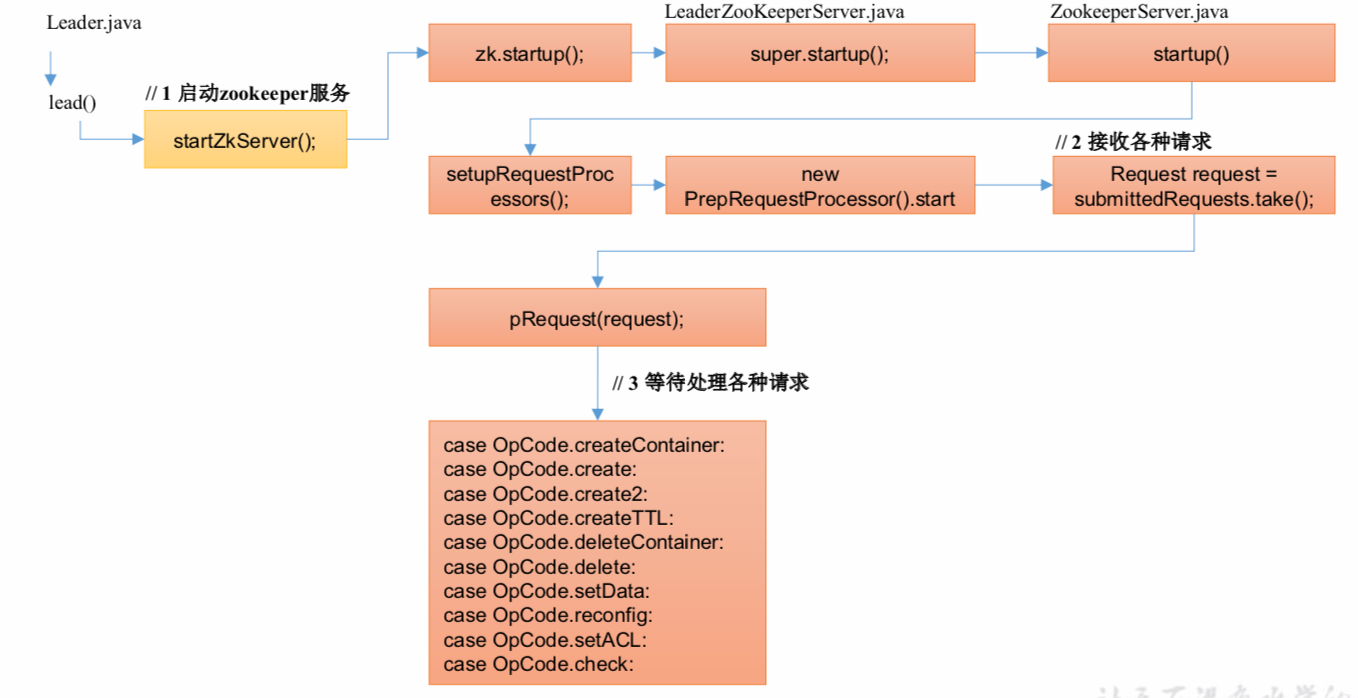 Leader.java
LeaderZooKeeperServer.java
ZookeeperServer.java
zk.startup();
super.startup();
startup()
lead()
// 1 启动zookeeper服务
startZkServer();
// 2 接收各种请求
setupRequestProc
essors();
new
PrepRequestProcessor().start
Request request =
submittedRequests.take();
pRequest(request);
// 3 等待处理各种请求
case OpCode.createContainer:
case OpCode.create:
case OpCode.create2:
case OpCode.createTTL:
case OpCode.deleteContainer:
case OpCode.delete:
case OpCode.setData:
case OpCode.reconfig:
case OpCode.setACL:
case OpCode.check: